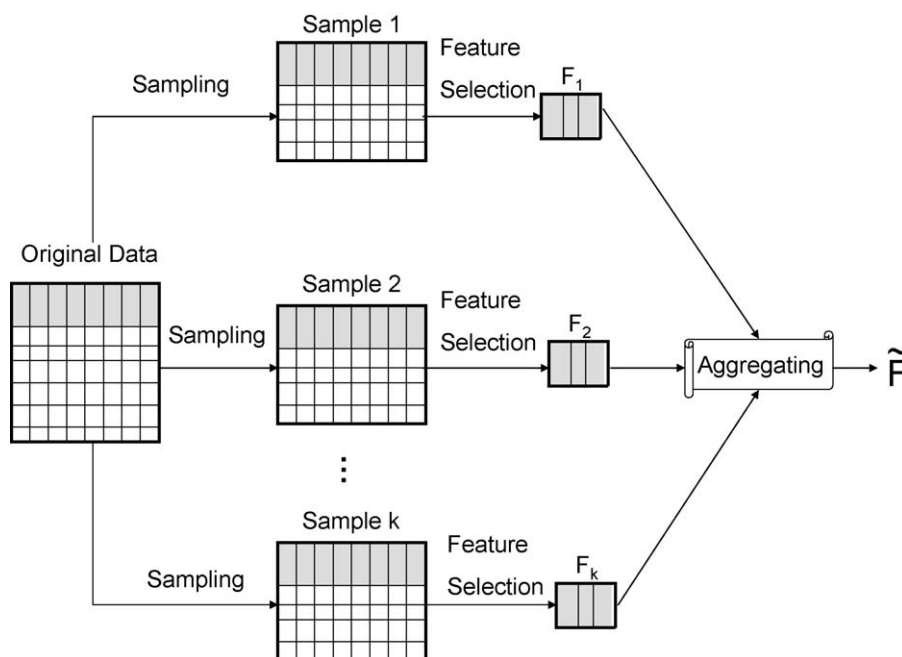 Sample 1
Feature
Selection
Sampling
F₁
Original Data
Sample 2
Feature
Selection
Sampling
F₂
Aggregating
F̃
⋮
Sample k
Feature
Selection
Sampling
Fₖ